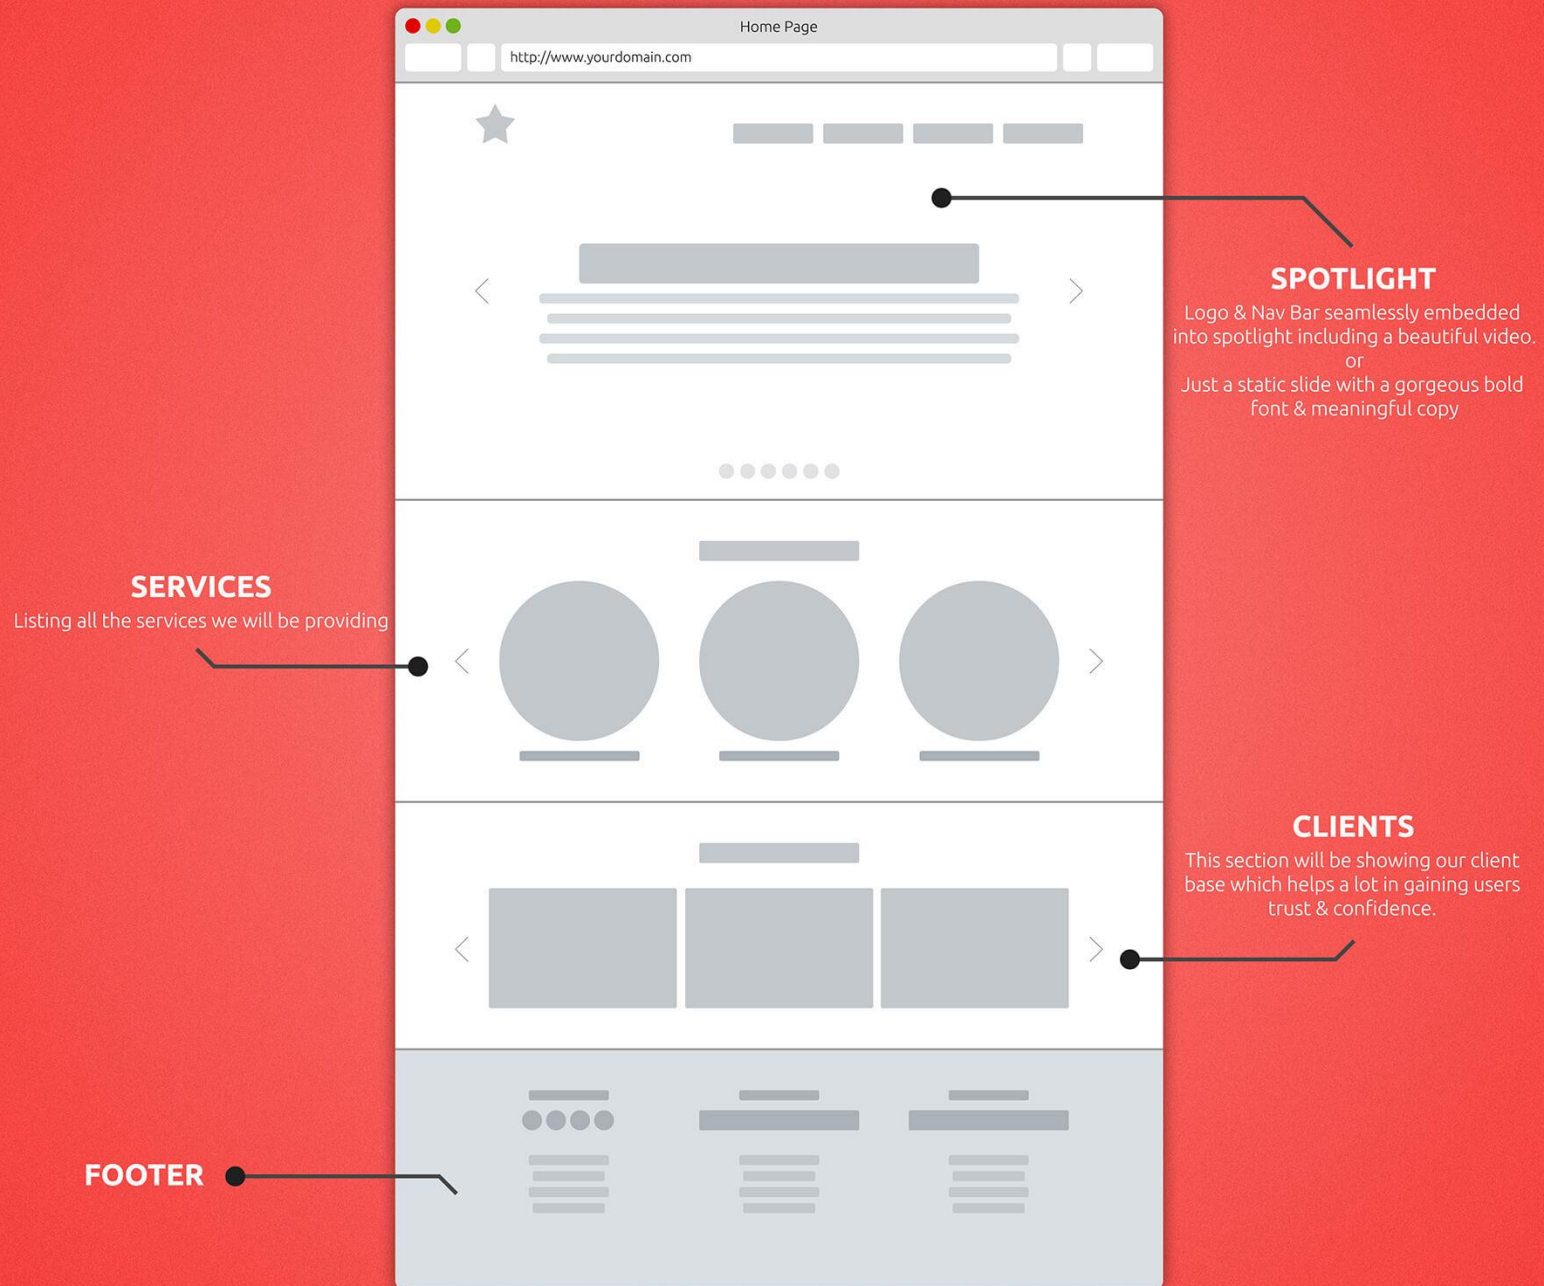 Home Page
http://www.yourdomain.com
SPOTLIGHT
Logo & Nav Bar seamlessly embedded
into spotlight including a beautiful video.
or
Just a static slide with a gorgeous bold
font & meaningful copy
SERVICES
Listing all the services we will be providing
CLIENTS
This section will be showing our client
base which helps a lot in gaining users
trust & confidence.
FOOTER